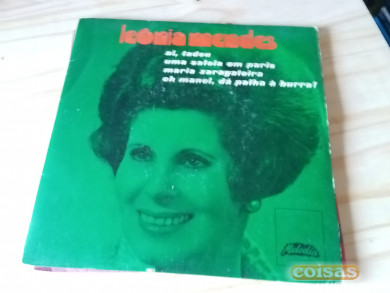 leónia mendes
ai, tadeu
uma saloia em paris
maria zaragateira
oh manel, dá palha à burra!
coisas